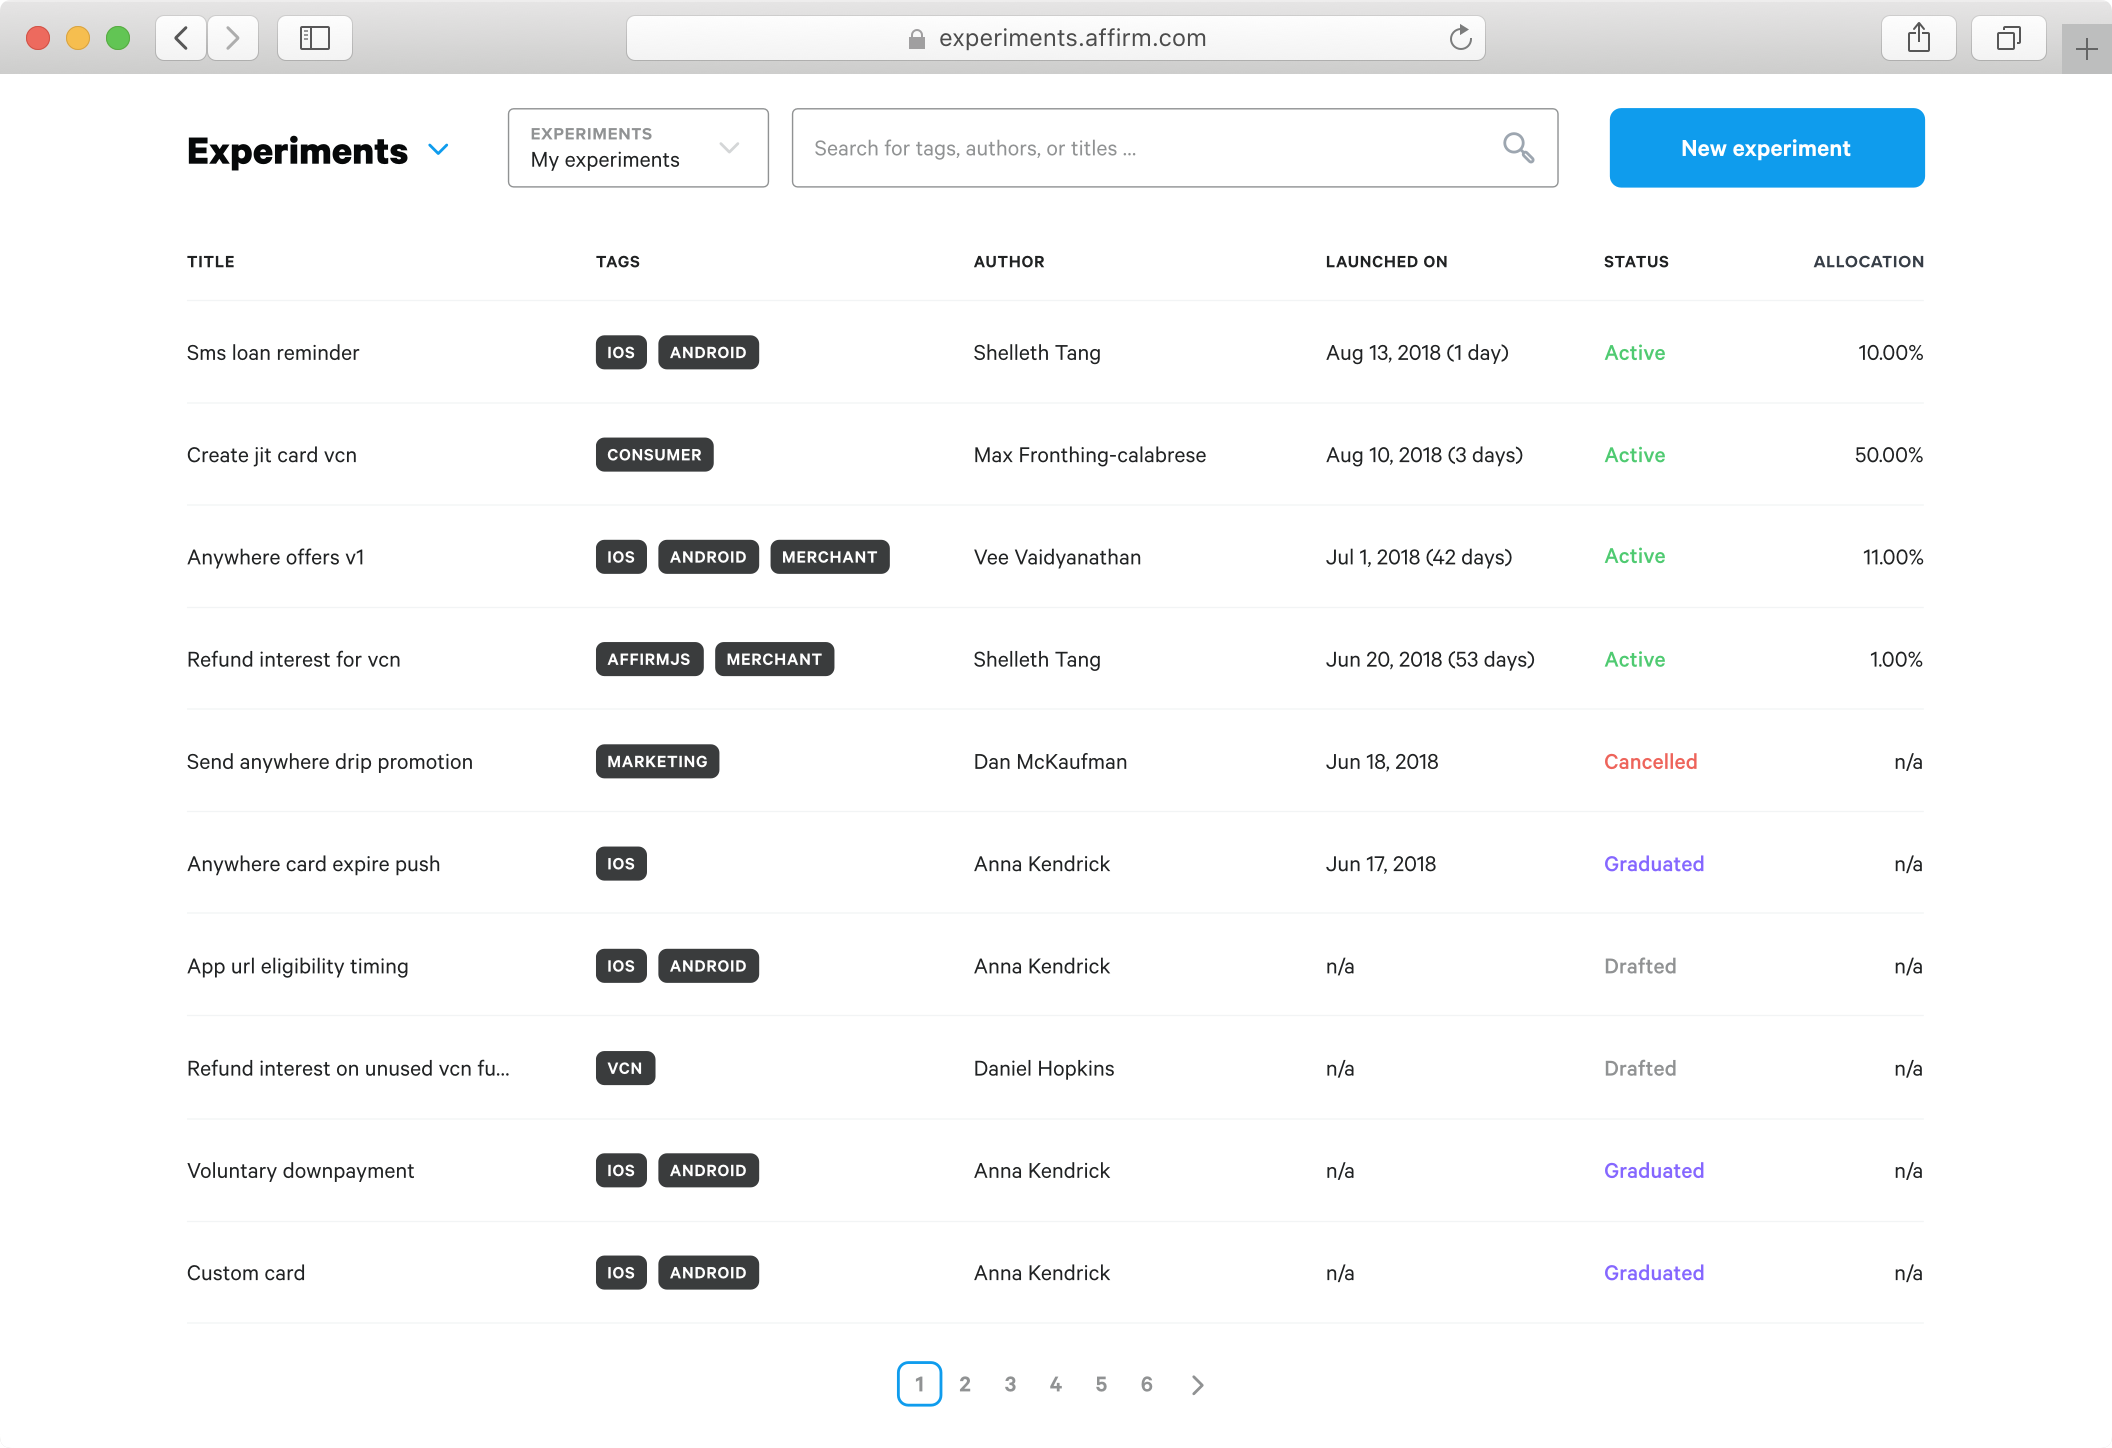 experiments.affirm.com
Experiments
EXPERIMENTS
My experiments
Search for tags, authors, or titles ...
New experiment
TITLE TAGS AUTHOR LAUNCHED ON STATUS ALLOCATION
Sms loan reminder IOS ANDROID Shelleth Tang Aug 13, 2018 (1 day) Active 10.00%
Create jit card vcn CONSUMER Max Fronthing-calabrese Aug 10, 2018 (3 days) Active 50.00%
Anywhere offers v1 IOS ANDROID MERCHANT Vee Vaidyanathan Jul 1, 2018 (42 days) Active 11.00%
Refund interest for vcn AFFIRMJS MERCHANT Shelleth Tang Jun 20, 2018 (53 days) Active 1.00%
Send anywhere drip promotion MARKETING Dan McKaufman Jun 18, 2018 Cancelled n/a
Anywhere card expire push IOS Anna Kendrick Jun 17, 2018 Graduated n/a
App url eligibility timing IOS ANDROID Anna Kendrick n/a Drafted n/a
Refund interest on unused vcn fu... VCN Daniel Hopkins n/a Drafted n/a
Voluntary downpayment IOS ANDROID Anna Kendrick n/a Graduated n/a
Custom card IOS ANDROID Anna Kendrick n/a Graduated n/a
1 2 3 4 5 6